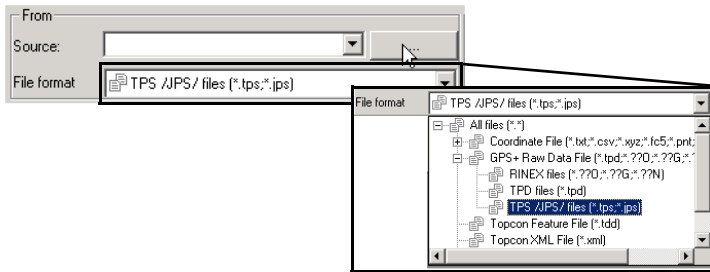 From
Source:
...
File format
TPS /JPS/ files (*.tps;*.jps)
File format
TPS /JPS/ files (*.tps;*.jps)
All files (*.*)
Coordinate File (*.txt;*.csv;*.xyz;*.fc5;*.pnt;
GPS+ Raw Data File (*.tpd;*.??O;*.??G;*.?
RINEX files (*.??O;*.??G;*.??N)
TPD files (*.tpd)
TPS /JPS/ files (*.tps;*.jps)
Topcon Feature File (*.tdd)
Topcon XML File (*.xml)